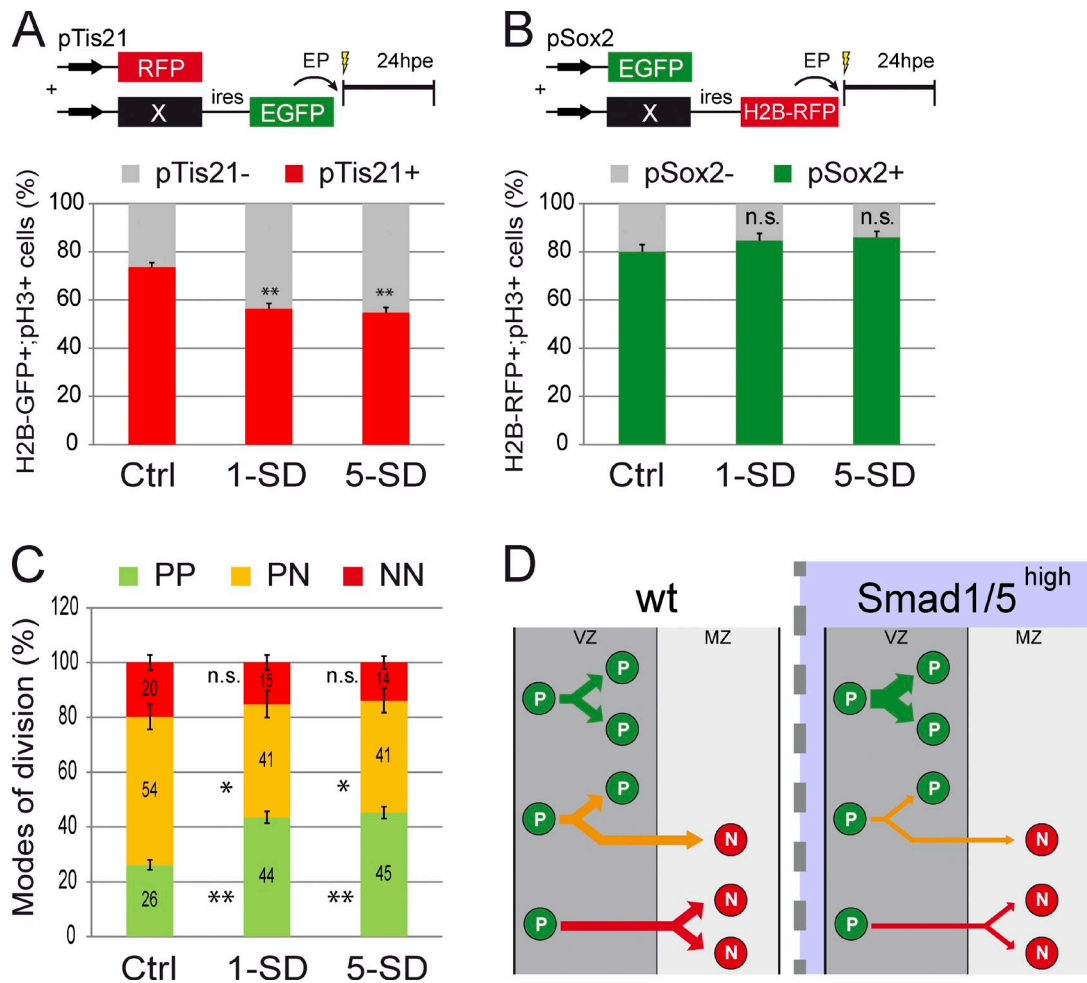 A
pTis21
RFP
EP
24hpe
+
X
ires
EGFP
pTis21-
pTis21+
H2B-GFP+;pH3+ cells (%)
100
80
60
40
20
0
**
**
Ctrl
1-SD
5-SD
B
pSox2
EGFP
EP
24hpe
+
X
ires
H2B-RFP
pSox2-
pSox2+
H2B-RFP+;pH3+ cells (%)
100
80
60
40
20
0
n.s.
n.s.
Ctrl
1-SD
5-SD
C
PP
PN
NN
Modes of division (%)
120
100
80
60
40
20
0
20
n.s.
15
n.s.
14
54
*
41
*
41
26
**
44
**
45
Ctrl
1-SD
5-SD
D
wt
VZ
MZ
P
P
P
P
P
N
P
N
N
Smad1/5 high
VZ
MZ
P
P
P
P
P
N
P
N
N